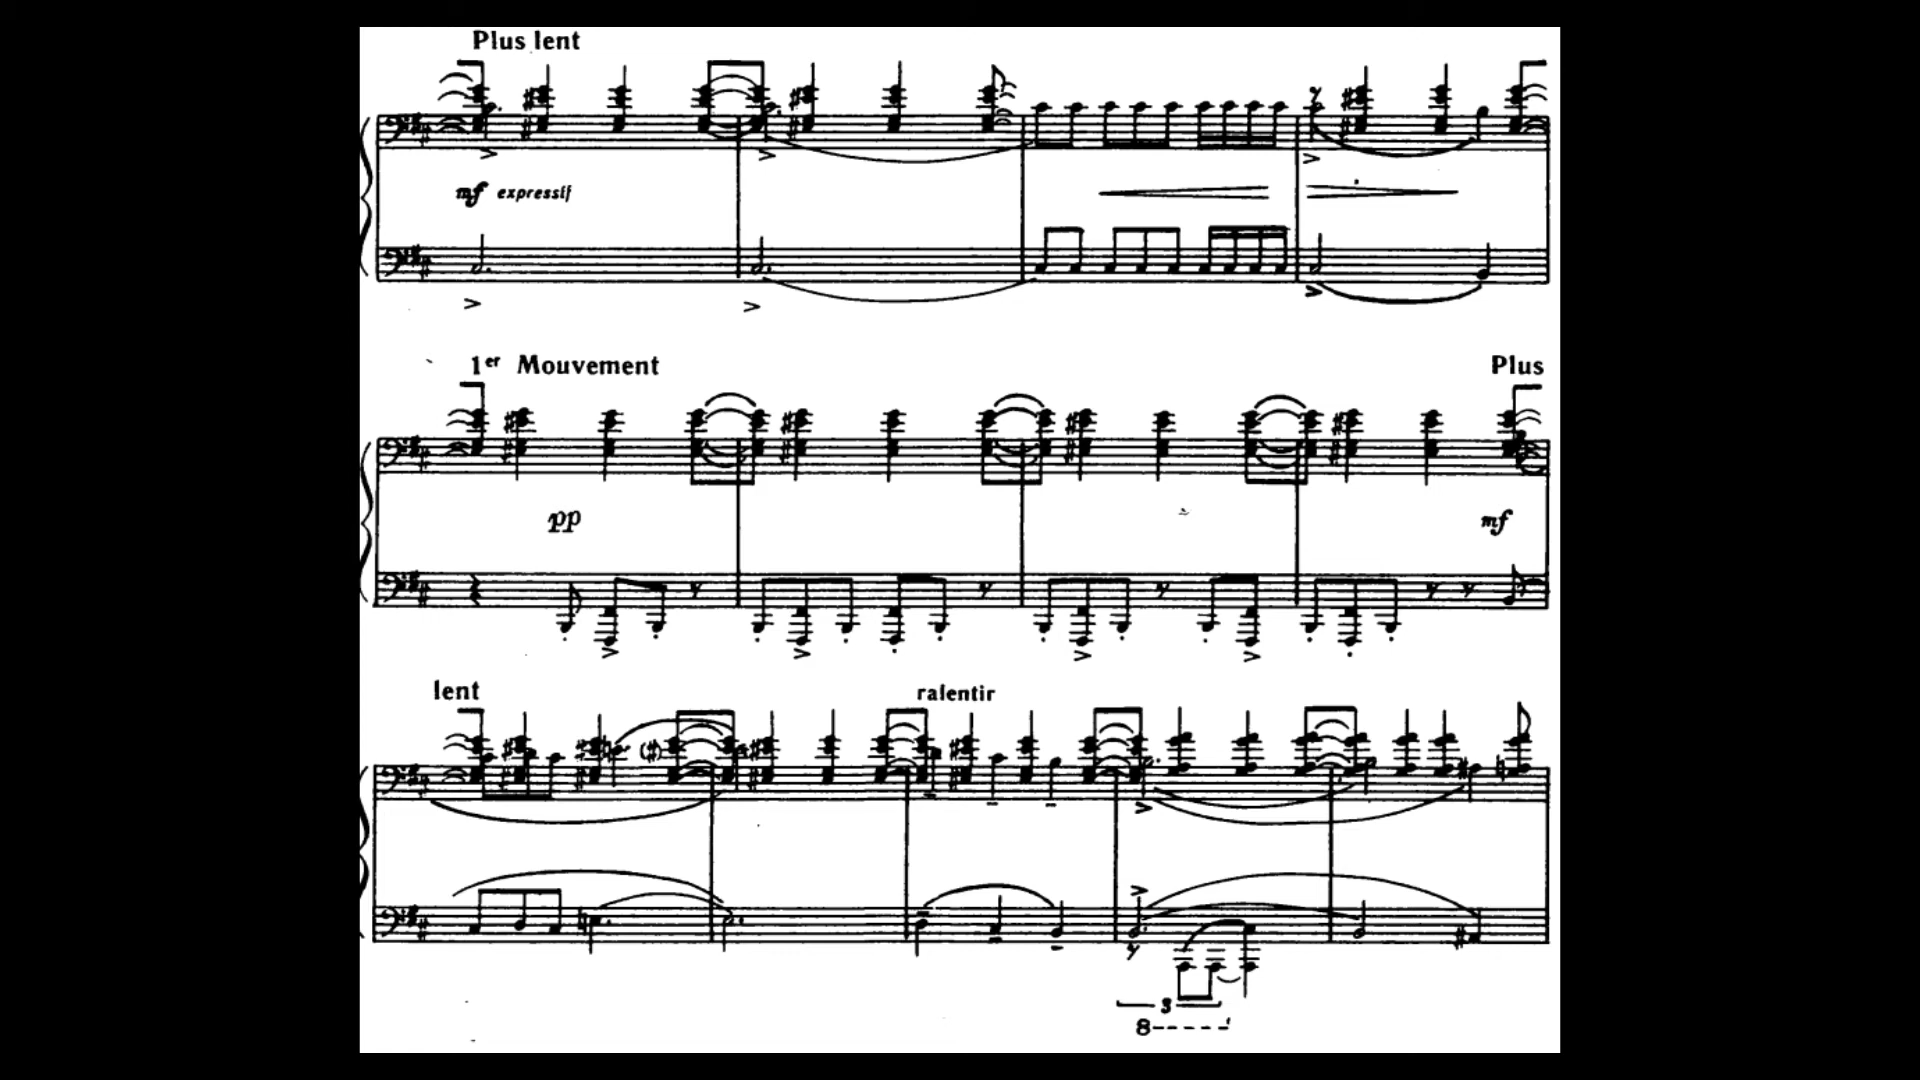 Plus lent
mf expressif
1er Mouvement Plus
pp mf
lent ralentir
3
8